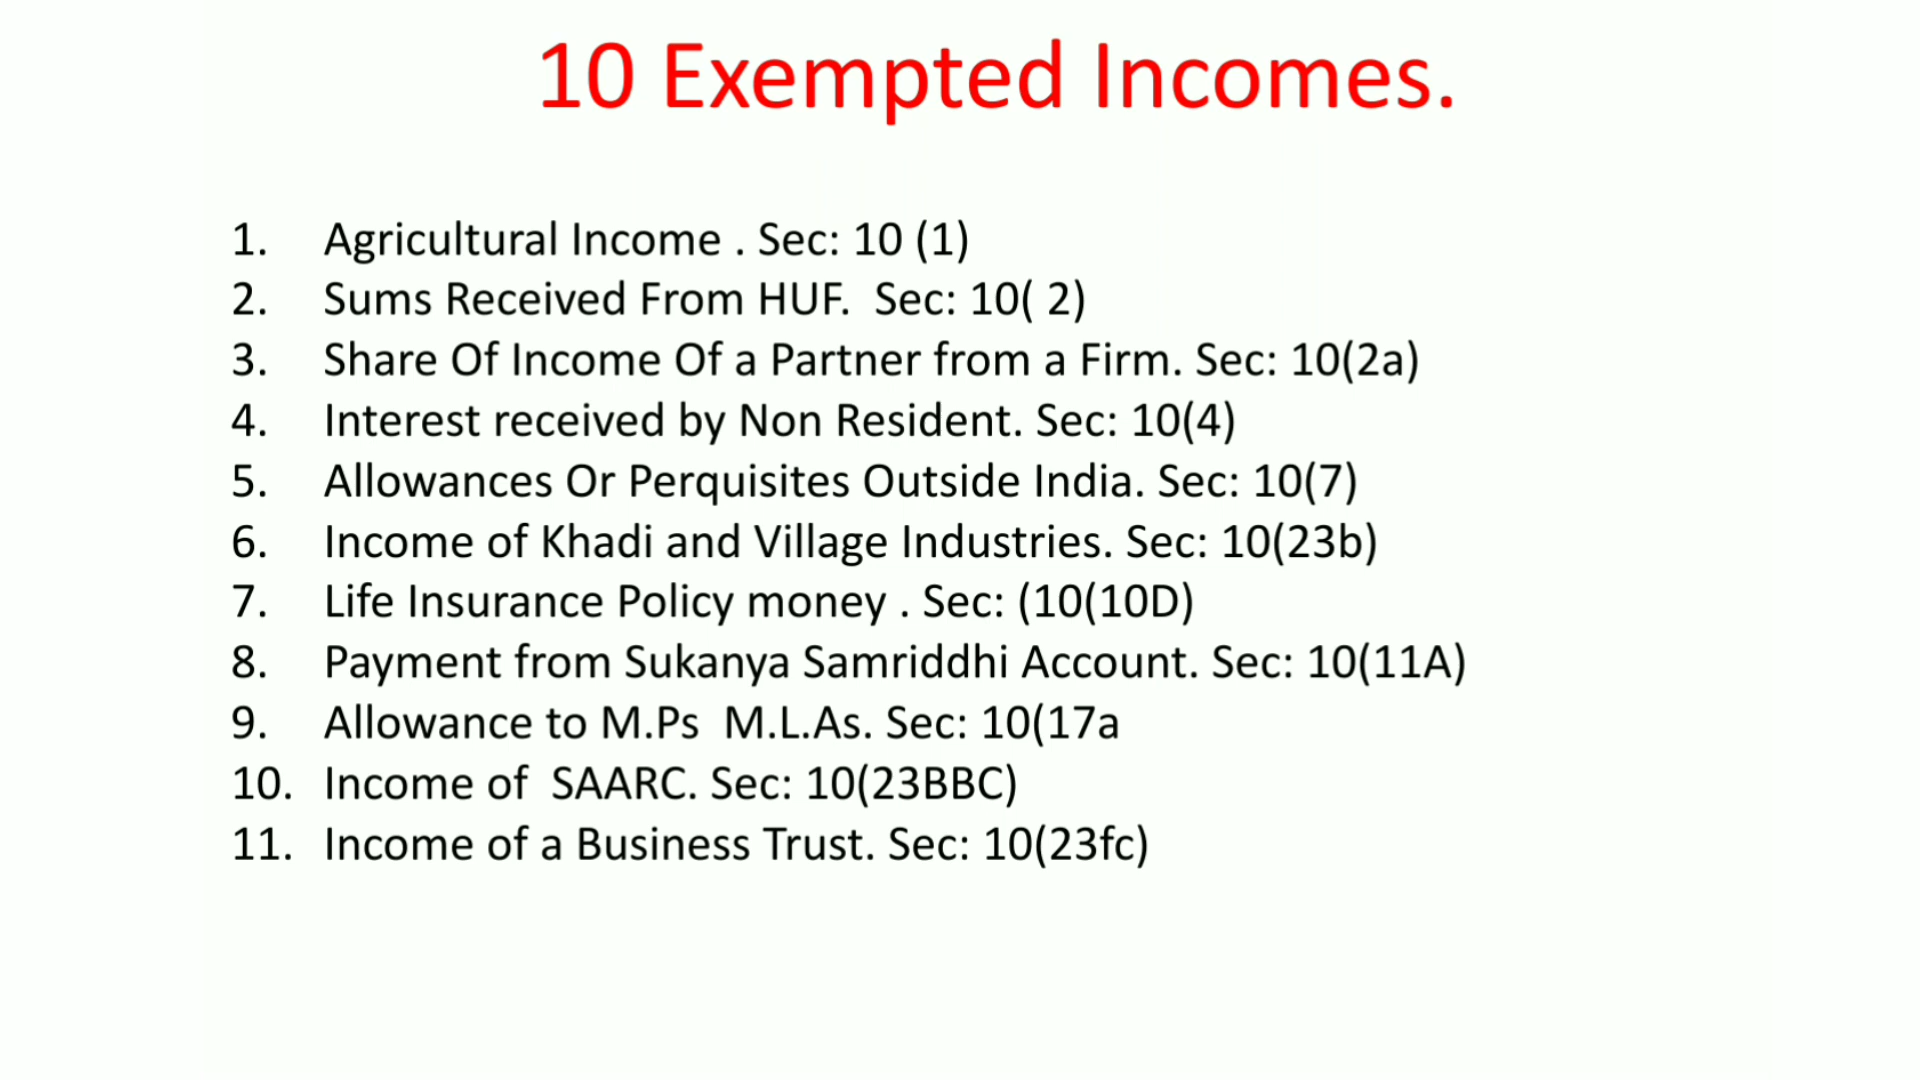 10 Exempted Incomes.
1. Agricultural Income . Sec: 10 (1)
2. Sums Received From HUF. Sec: 10( 2)
3. Share Of Income Of a Partner from a Firm. Sec: 10(2a)
4. Interest received by Non Resident. Sec: 10(4)
5. Allowances Or Perquisites Outside India. Sec: 10(7)
6. Income of Khadi and Village Industries. Sec: 10(23b)
7. Life Insurance Policy money . Sec: (10(10D)
8. Payment from Sukanya Samriddhi Account. Sec: 10(11A)
9. Allowance to M.Ps M.L.As. Sec: 10(17a
10. Income of SAARC. Sec: 10(23BBC)
11. Income of a Business Trust. Sec: 10(23fc)